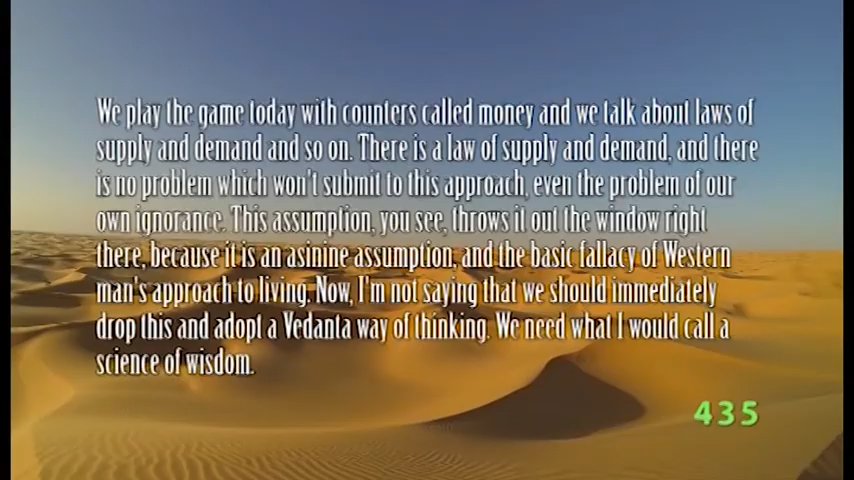 We play the game today with counters called money and we talk about laws of
supply and demand and so on. There is a law of supply and demand, and there
is no problem which won't submit to this approach, even the problem of our
own ignorance. This assumption, you see, throws it out the window right
there, because it is an asinine assumption, and the basic fallacy of Western
man's approach to living. Now, I'm not saying that we should immediately
drop this and adopt a Vedanta way of thinking. We need what I would call a
science of wisdom.
435